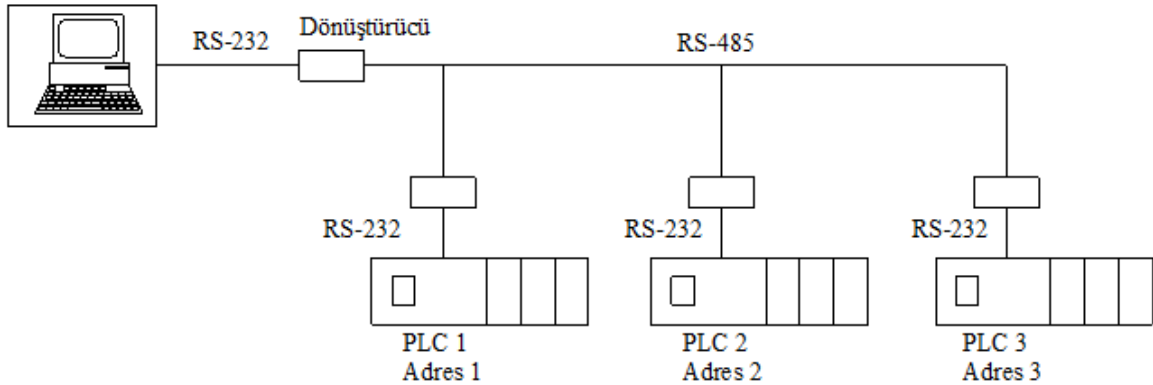 Dönüştürücü
RS-232
RS-485
RS-232
RS-232
RS-232
PLC 1
Adres 1
PLC 2
Adres 2
PLC 3
Adres 3